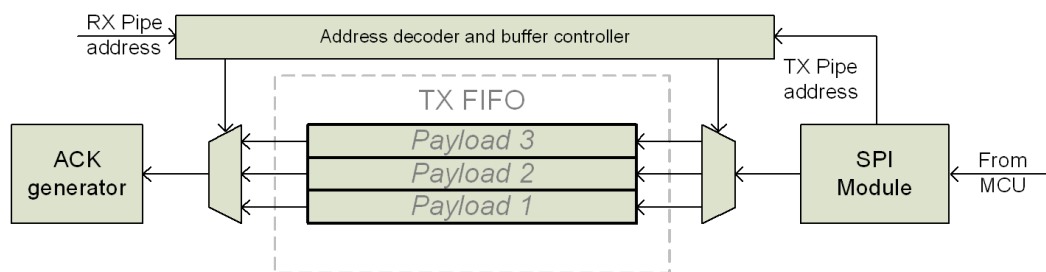 RX Pipe
address
Address decoder and buffer controller
TX Pipe
address
TX FIFO
ACK
generator
Payload 3
Payload 2
Payload 1
SPI
Module
From
MCU